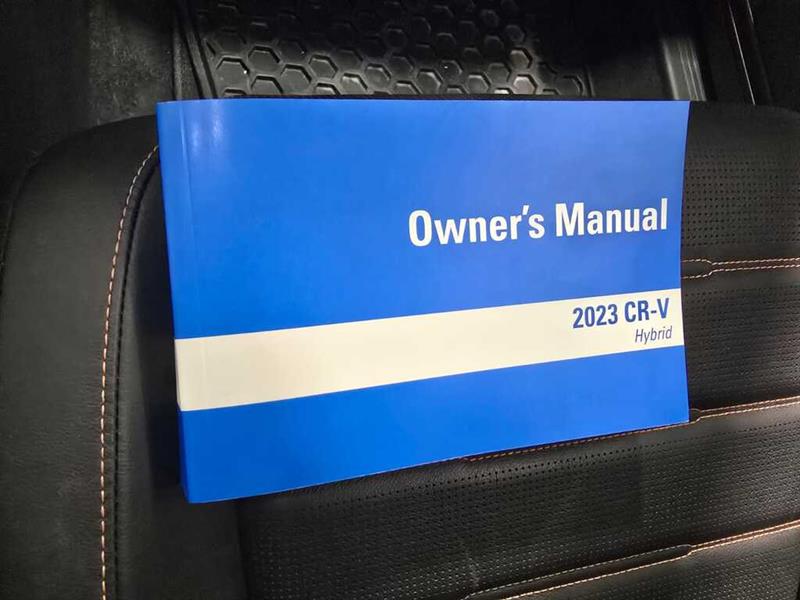 Owner's Manual
2023 CR-V
Hybrid